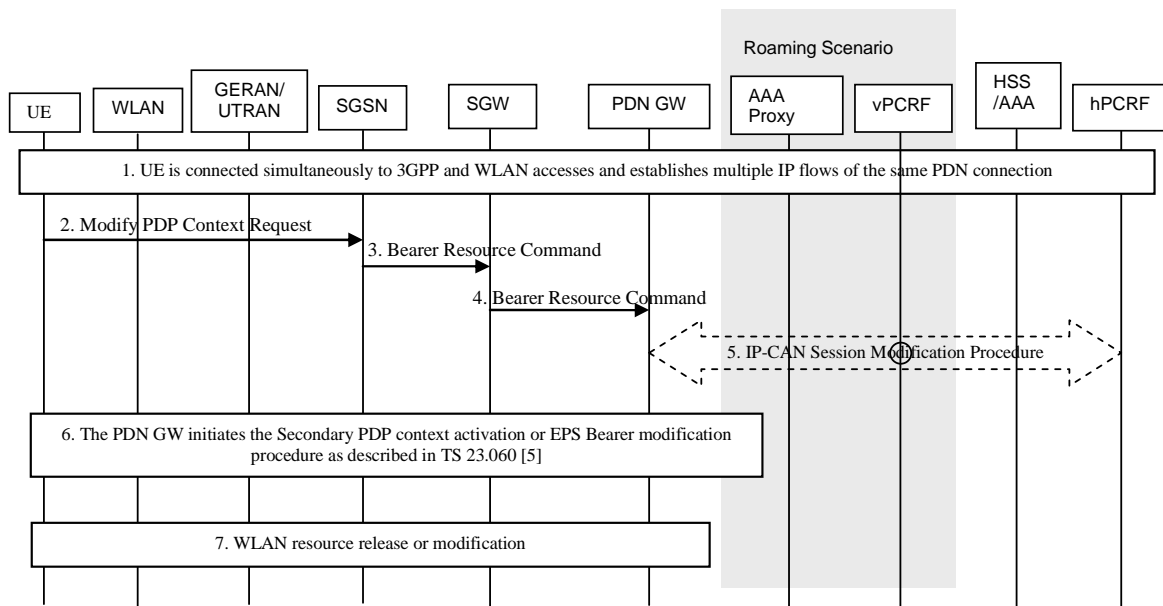 Roaming Scenario
UE
WLAN
GERAN/
UTRAN
SGSN
SGW
PDN GW
AAA
Proxy
vPCRF
HSS
/AAA
hPCRF
1. UE is connected simultaneously to 3GPP and WLAN accesses and establishes multiple IP flows of the same PDN connection
2. Modify PDP Context Request
3. Bearer Resource Command
4. Bearer Resource Command
5. IP-CAN Session Modification Procedure
6. The PDN GW initiates the Secondary PDP context activation or EPS Bearer modification
procedure as described in TS 23.060 [5]
7. WLAN resource release or modification